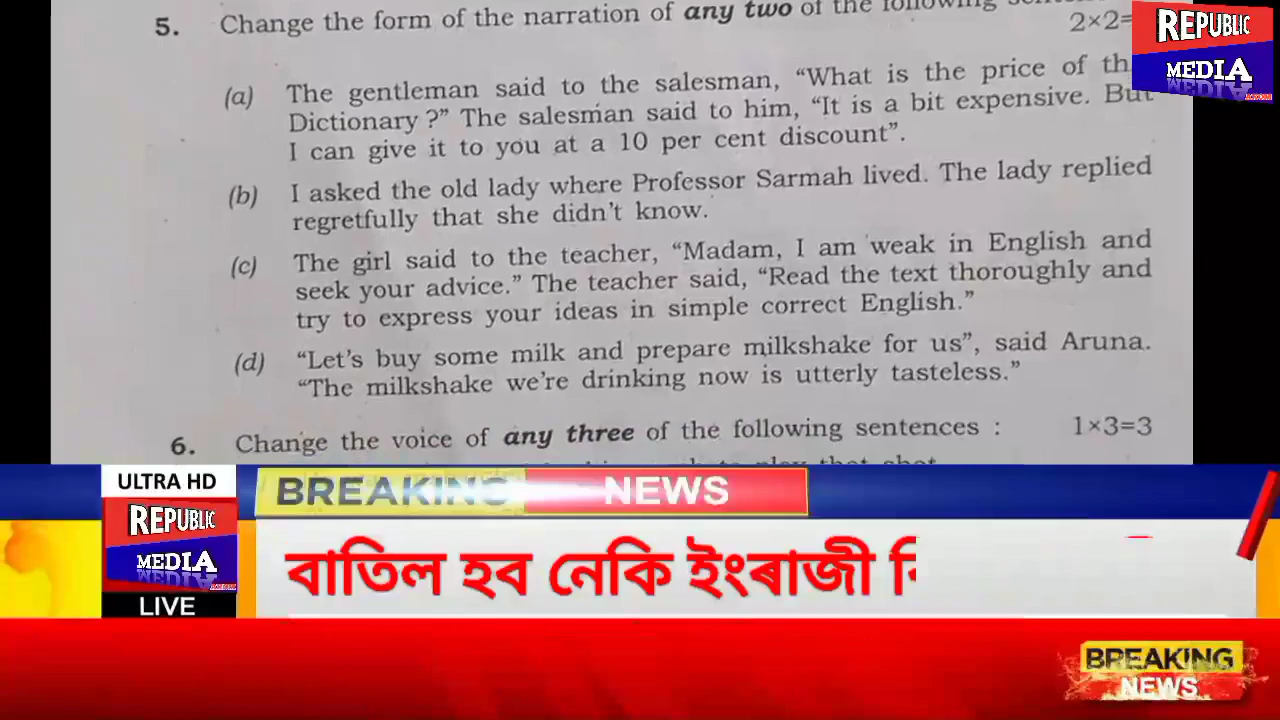 5. Change the form of the narration of any two of the following
2×2=
(a) The gentleman said to the salesman, “What is the price of
Dictionary ?” The salesman said to him, “It is a bit expensive. But
I can give it to you at a 10 per cent discount”.
(b) I asked the old lady where Professor Sarmah lived. The lady replied
regretfully that she didn’t know.
(c) The girl said to the teacher, “Madam, I am weak in English and
seek your advice.” The teacher said, “Read the text thoroughly and
try to express your ideas in simple correct English.”
(d) “Let’s buy some milk and prepare milkshake for us”, said Aruna.
“The milkshake we’re drinking now is utterly tasteless.”
6. Change the voice of any three of the following sentences : 1×3=3
REPUBLIC
MEDIA
ULTRA HD
REPUBLIC
MEDIA
LIVE
BREAKING NEWS
বাতিল হব নেকি ইংৰাজী
BREAKING
NEWS